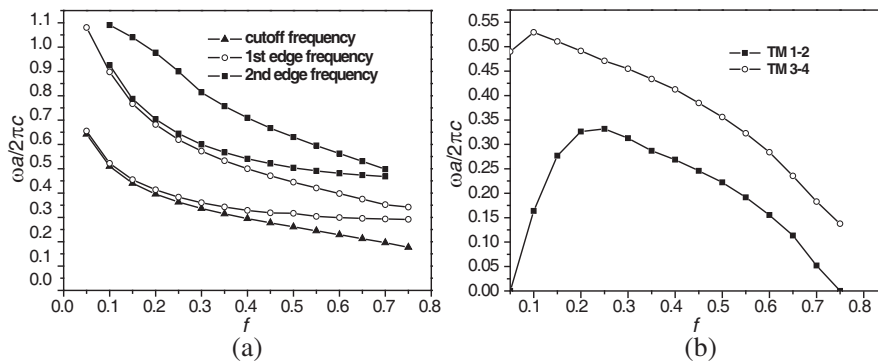 1.1
1.0
0.9
0.8
0.7
0.6
0.5
0.4
0.3
0.2
0.1
0.0
ωa/2πc
cutoff frequency
1st edge frequency
2nd edge frequency
0.0 0.1 0.2 0.3 0.4 0.5 0.6 0.7 0.8
f
(a)
0.55
0.50
0.45
0.40
0.35
0.30
0.25
0.20
0.15
0.10
0.05
0.00
ωa/2πc
TM 1-2
TM 3-4
0.1 0.2 0.3 0.4 0.5 0.6 0.7 0.8
f
(b)